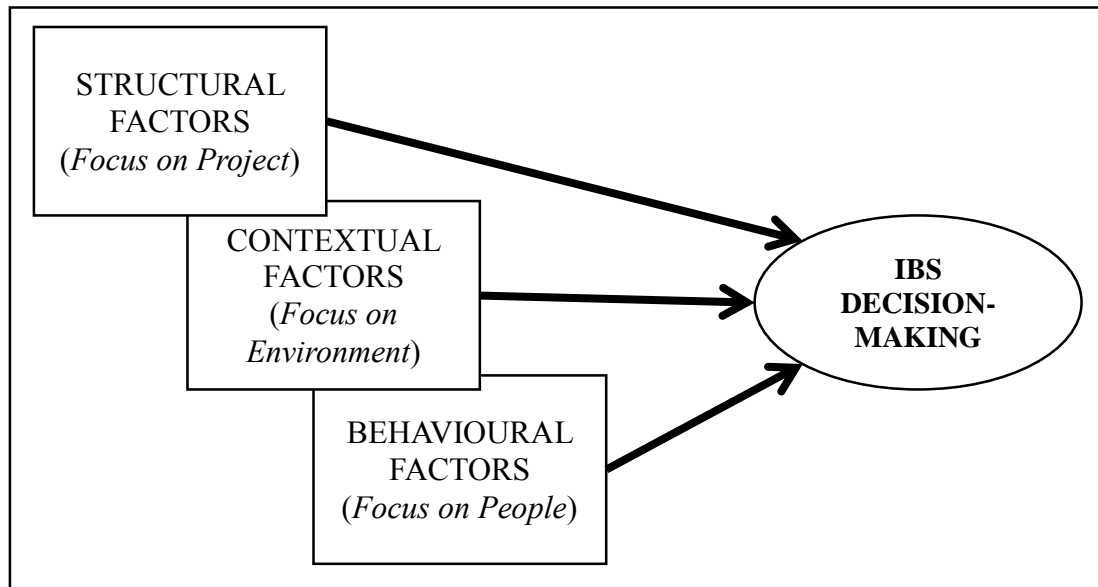 STRUCTURAL
FACTORS
(Focus on Project)
CONTEXTUAL
FACTORS
(Focus on
Environment)
BEHAVIOURAL
FACTORS
(Focus on People)
IBS
DECISION-
MAKING